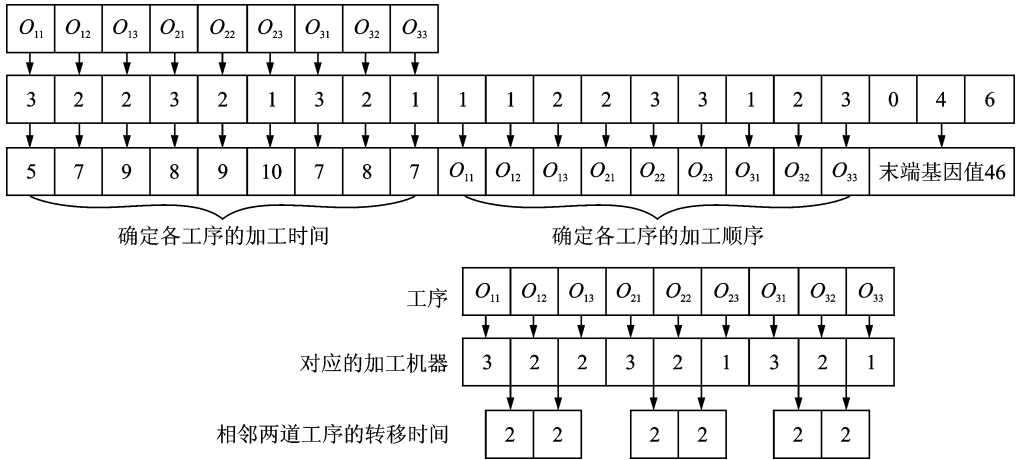 O11 O12 O13 O21 O22 O23 O31 O32 O33
3 2 2 3 2 1 3 2 1 1 1 2 2 3 3 1 2 3 0 4 6
5 7 9 8 9 10 7 8 7 O11 O12 O13 O21 O22 O23 O31 O32 O33 末端基因值46
确定各工序的加工时间 确定各工序的加工顺序
工序 O11 O12 O13 O21 O22 O23 O31 O32 O33
对应的加工机器 3 2 2 3 2 1 3 2 1
相邻两道工序的转移时间 2 2 2 2 2 2